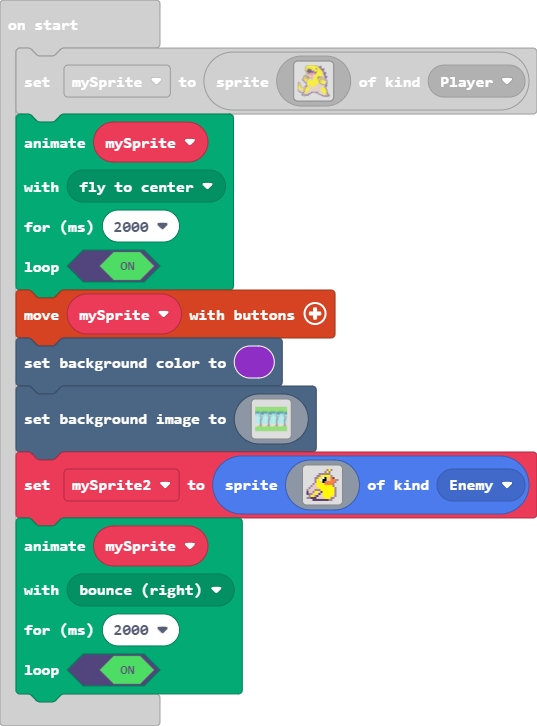 on start
set mySprite to sprite of kind Player
animate mySprite
with fly to center
for (ms) 2000
loop ON
move mySprite with buttons
set background color to
set background image to
set mySprite2 to sprite of kind Enemy
animate mySprite
with bounce (right)
for (ms) 2000
loop ON